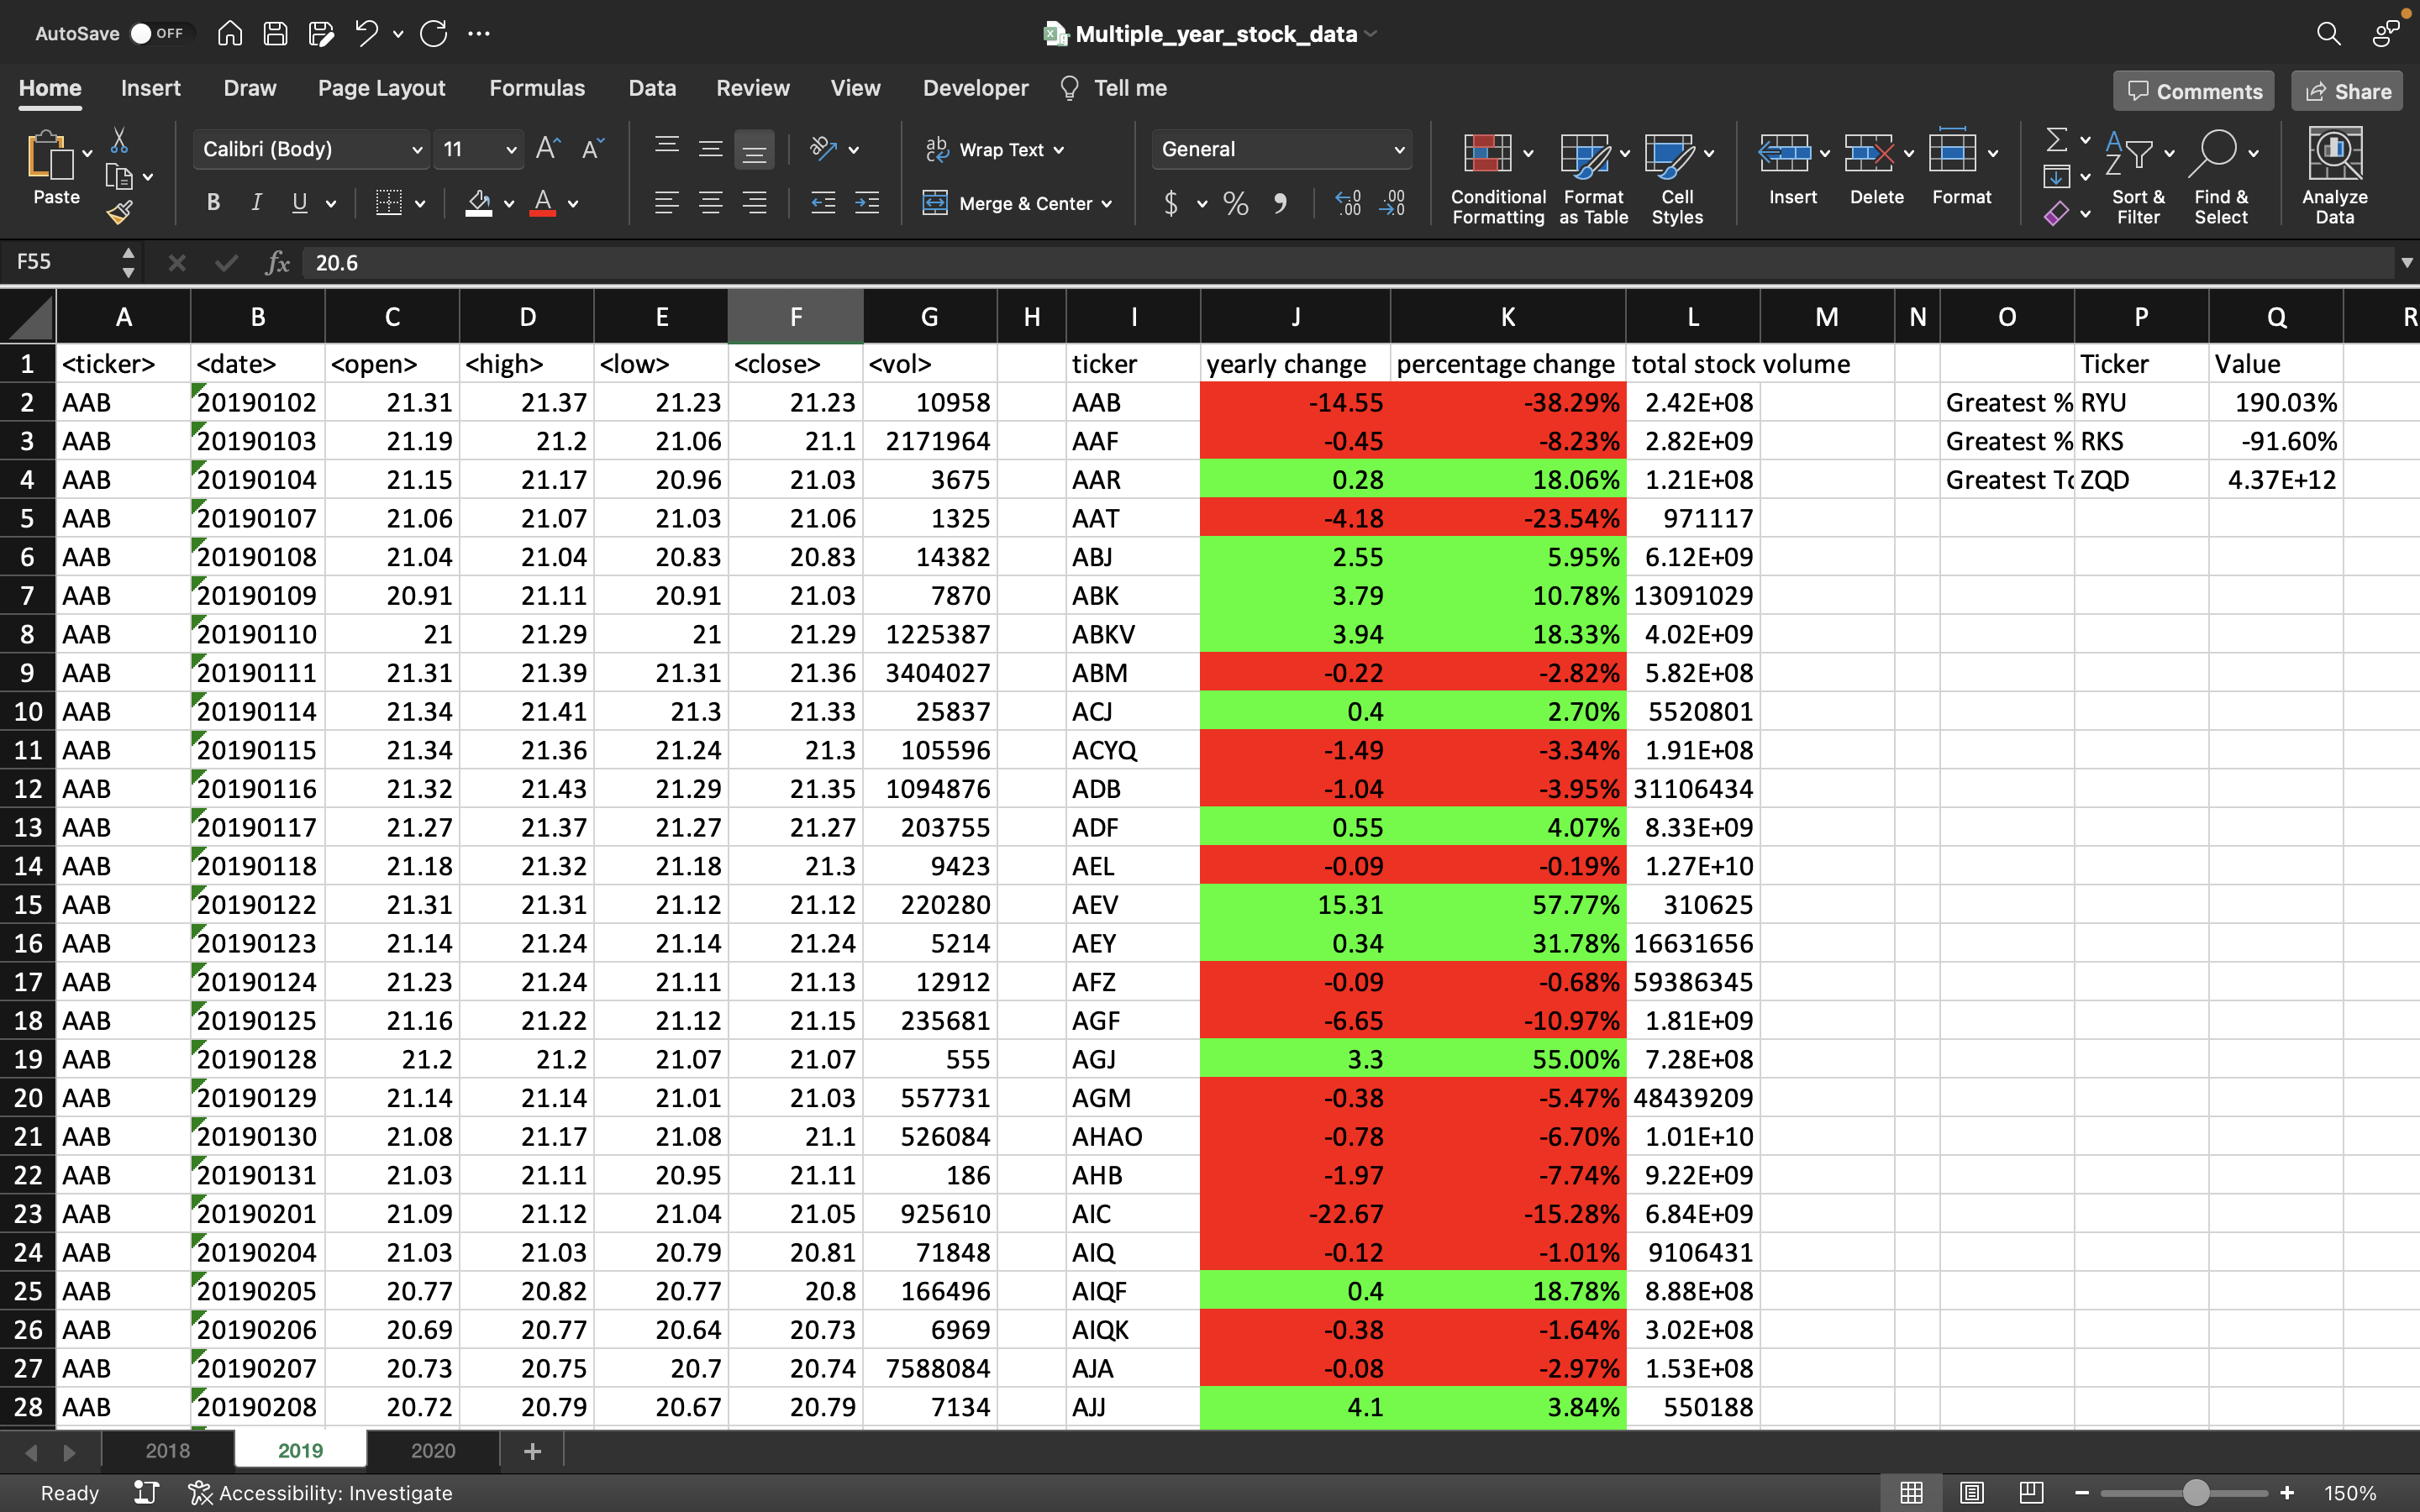 AutoSave OFF Multiple_year_stock_data
Home Insert Draw Page Layout Formulas Data Review View Developer Tell me Comments Share
Paste Calibri (Body) 11 A A ab c Wrap Text General Conditional Formatting Format as Table Cell Styles Insert Delete Format Sort & Filter Find & Select Analyze Data
B I U A Merge & Center $ % .00 .00
F55 fx 20.6
A B C D E F G H I J K L M N O P Q R
1 <ticker> <date> <open> <high> <low> <close> <vol> ticker yearly change percentage change total stock volume Ticker Value
2 AAB 20190102 21.31 21.37 21.23 21.23 10958 AAB -14.55 -38.29% 2.42E+08 Greatest % RYU 190.03%
3 AAB 20190103 21.19 21.2 21.06 21.1 2171964 AAF -0.45 -8.23% 2.82E+09 Greatest % RKS -91.60%
4 AAB 20190104 21.15 21.17 20.96 21.03 3675 AAR 0.28 18.06% 1.21E+08 Greatest To ZQD 4.37E+12
5 AAB 20190107 21.06 21.07 21.03 21.06 1325 AAT -4.18 -23.54% 971117
6 AAB 20190108 21.04 21.04 20.83 20.83 14382 ABJ 2.55 5.95% 6.12E+09
7 AAB 20190109 20.91 21.11 20.91 21.03 7870 ABK 3.79 10.78% 13091029
8 AAB 20190110 21 21.29 21 21.29 1225387 ABKV 3.94 18.33% 4.02E+09
9 AAB 20190111 21.31 21.39 21.31 21.36 3404027 ABM -0.22 -2.82% 5.82E+08
10 AAB 20190114 21.34 21.41 21.3 21.33 25837 ACJ 0.4 2.70% 5520801
11 AAB 20190115 21.34 21.36 21.24 21.3 105596 ACYQ -1.49 -3.34% 1.91E+08
12 AAB 20190116 21.32 21.43 21.29 21.35 1094876 ADB -1.04 -3.95% 31106434
13 AAB 20190117 21.27 21.37 21.27 21.27 203755 ADF 0.55 4.07% 8.33E+09
14 AAB 20190118 21.18 21.32 21.18 21.3 9423 AEL -0.09 -0.19% 1.27E+10
15 AAB 20190122 21.31 21.31 21.12 21.12 220280 AEV 15.31 57.77% 310625
16 AAB 20190123 21.14 21.24 21.14 21.24 5214 AEY 0.34 31.78% 16631656
17 AAB 20190124 21.23 21.24 21.11 21.13 12912 AFZ -0.09 -0.68% 59386345
18 AAB 20190125 21.16 21.22 21.12 21.15 235681 AGF -6.65 -10.97% 1.81E+09
19 AAB 20190128 21.2 21.2 21.07 21.07 555 AGJ 3.3 55.00% 7.28E+08
20 AAB 20190129 21.14 21.14 21.01 21.03 557731 AGM -0.38 -5.47% 48439209
21 AAB 20190130 21.08 21.17 21.08 21.1 526084 AHAO -0.78 -6.70% 1.01E+10
22 AAB 20190131 21.03 21.11 20.95 21.11 186 AHB -1.97 -7.74% 9.22E+09
23 AAB 20190201 21.09 21.12 21.04 21.05 925610 AIC -22.67 -15.28% 6.84E+09
24 AAB 20190204 21.03 21.03 20.79 20.81 71848 AIQ -0.12 -1.01% 9106431
25 AAB 20190205 20.77 20.82 20.77 20.8 166496 AIQF 0.4 18.78% 8.88E+08
26 AAB 20190206 20.69 20.77 20.64 20.73 6969 AIQK -0.38 -1.64% 3.02E+08
27 AAB 20190207 20.73 20.75 20.7 20.74 7588084 AJA -0.08 -2.97% 1.53E+08
28 AAB 20190208 20.72 20.79 20.67 20.79 7134 AJJ 4.1 3.84% 550188
2018 2019 2020 +
Ready Accessibility: Investigate 150%